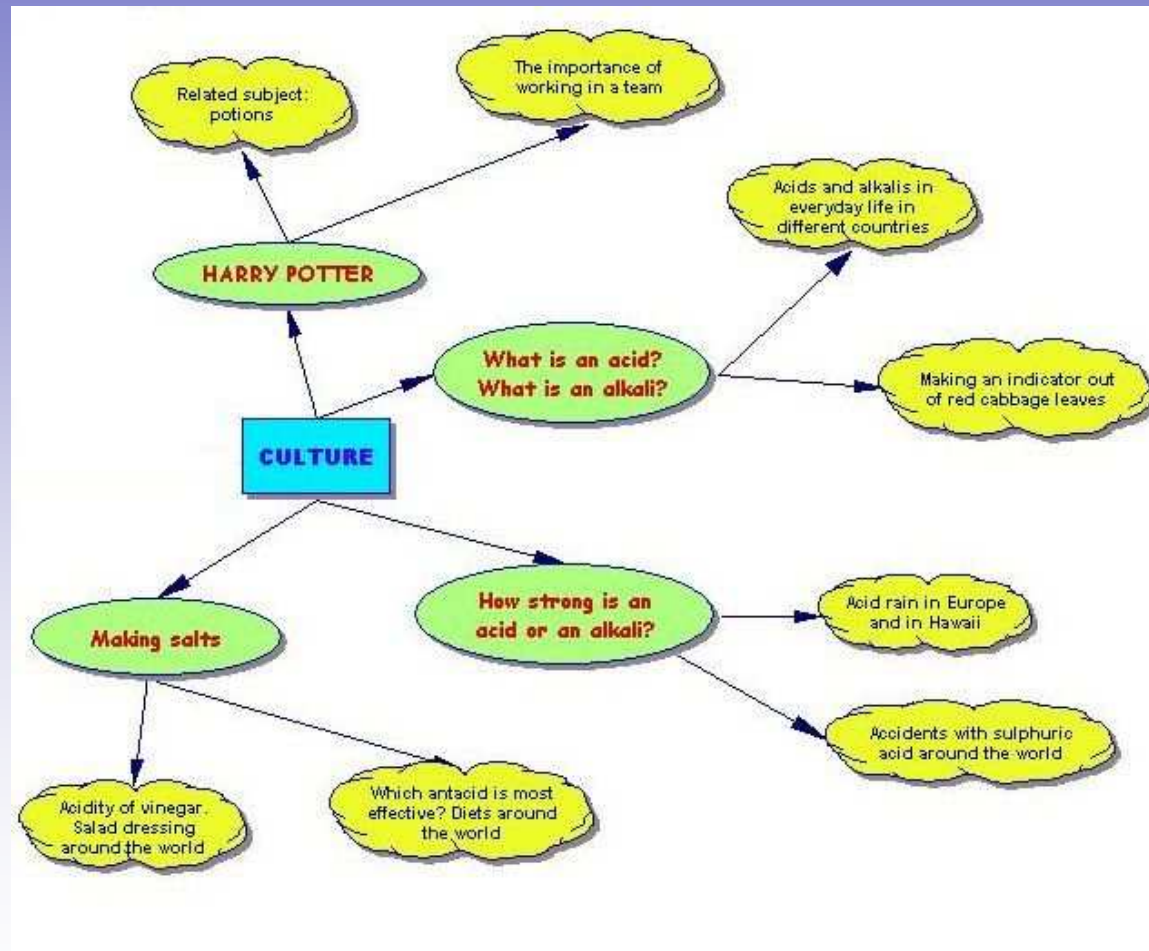 Related subject:
potions
The importance of
working in a team
HARRY POTTER
Acids and alkalis in
everyday life in
different countries
What is an acid?
What is an alkali?
Making an indicator out
of red cabbage leaves
CULTURE
How strong is an
acid or an alkali?
Acid rain in Europe
and in Hawaii
Making salts
Accidents with sulphuric
acid around the world
Acidity of vinegar.
Salad dressing
around the world
Which antacid is most
effective? Diets around
the world